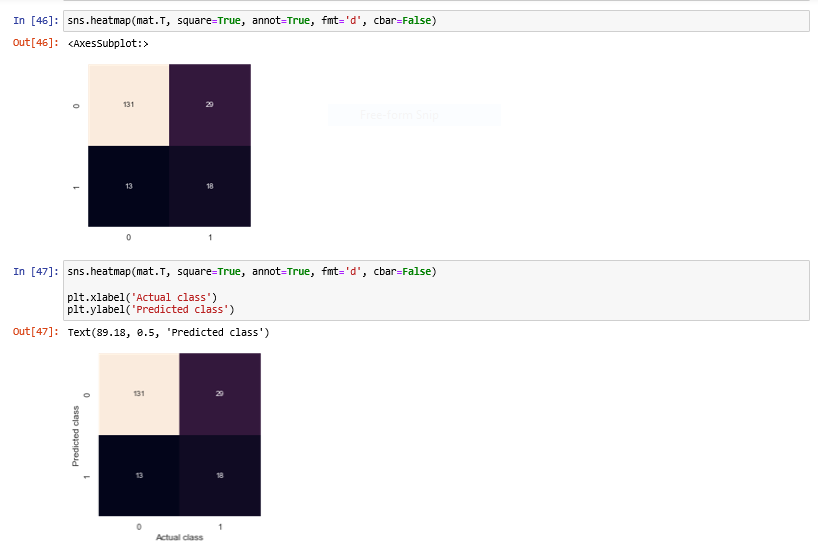 In [46]: sns.heatmap(mat.T, square=True, annot=True, fmt='d', cbar=False)
Out[46]: <AxesSubplot:>
0 131 29
1 13 18
0 1
In [47]: sns.heatmap(mat.T, square=True, annot=True, fmt='d', cbar=False)
plt.xlabel('Actual class')
plt.ylabel('Predicted class')
Out[47]: Text(89.18, 0.5, 'Predicted class')
Predicted class
0 131 29
1 13 18
0 1
Actual class